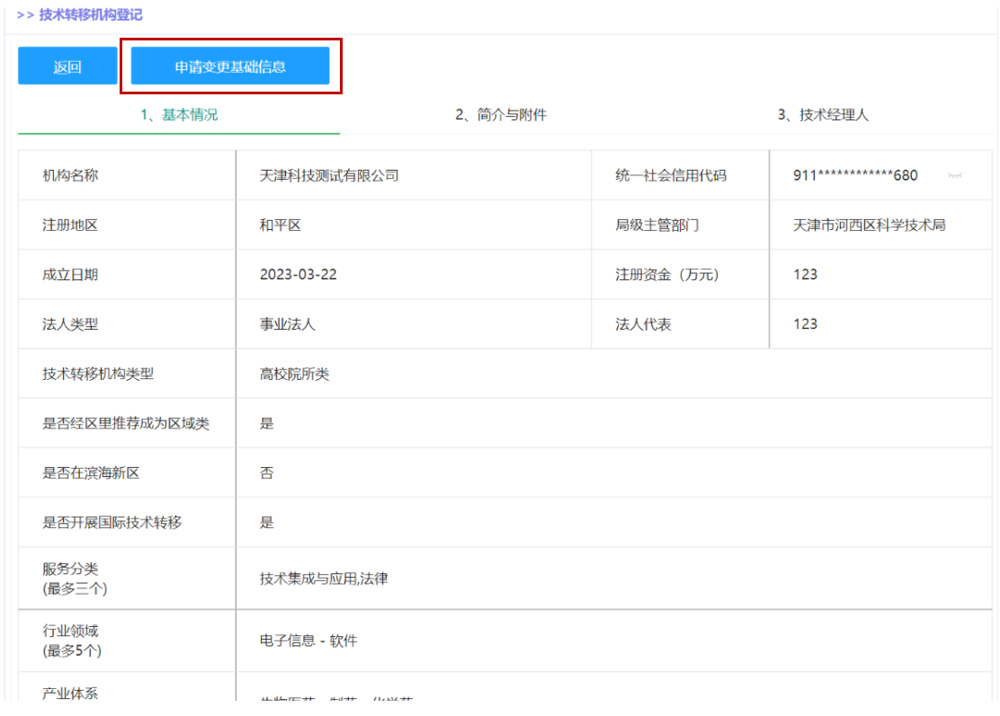 >> 技术转移机构登记
返回 申请变更基础信息
1、基本情况 2、简介与附件 3、技术经理人
机构名称 天津科技测试有限公司 统一社会信用代码 911************680
注册地区 和平区 局级主管部门 天津市河西区科学技术局
成立日期 2023-03-22 注册资金（万元） 123
法人类型 事业法人 法人代表 123
技术转移机构类型 高校院所类
是否经区里推荐成为区域类 是
是否在滨海新区 否
是否开展国际技术转移 是
服务分类
(最多三个) 技术集成与应用,法律
行业领域
(最多5个) 电子信息 - 软件
产业体系